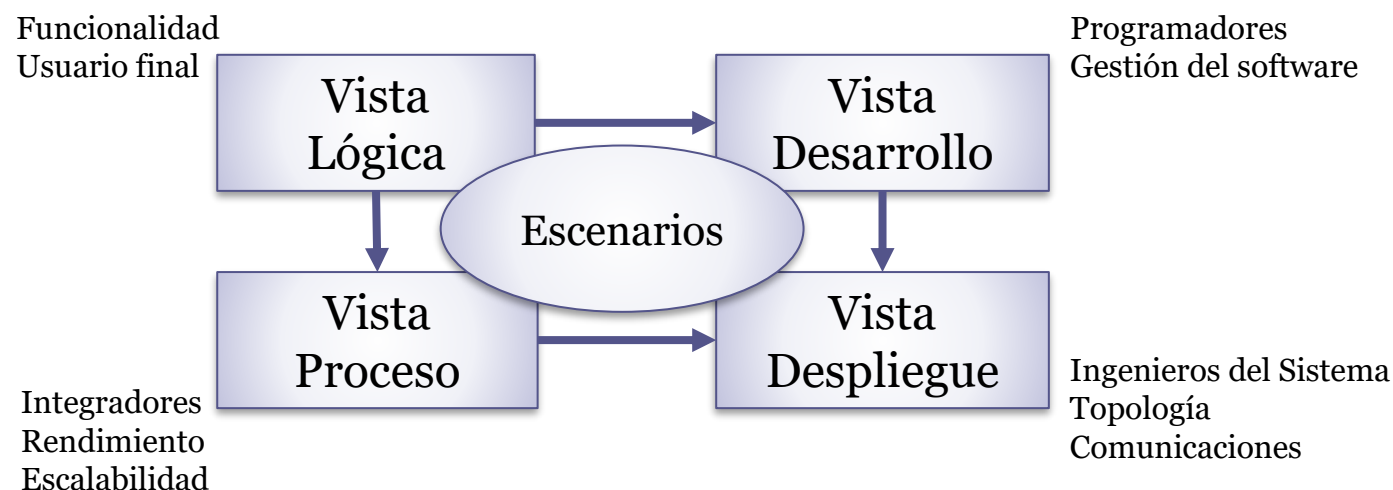 Funcionalidad
Usuario final
Vista
Lógica
Vista
Desarrollo
Programadores
Gestión del software
Escenarios
Vista
Proceso
Vista
Despliegue
Integradores
Rendimiento
Escalabilidad
Ingenieros del Sistema
Topología
Comunicaciones